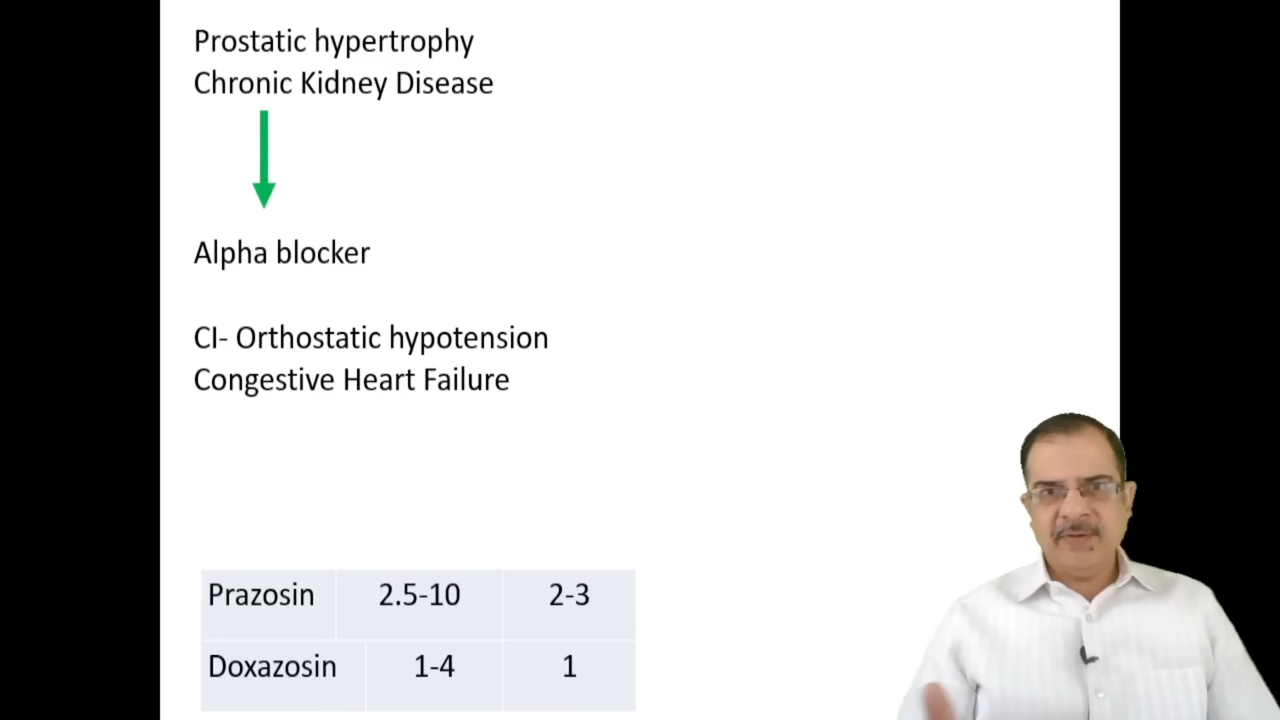 Prostatic hypertrophy
Chronic Kidney Disease
Alpha blocker
CI- Orthostatic hypotension
Congestive Heart Failure
Prazosin 2.5-10 2-3
Doxazosin 1-4 1